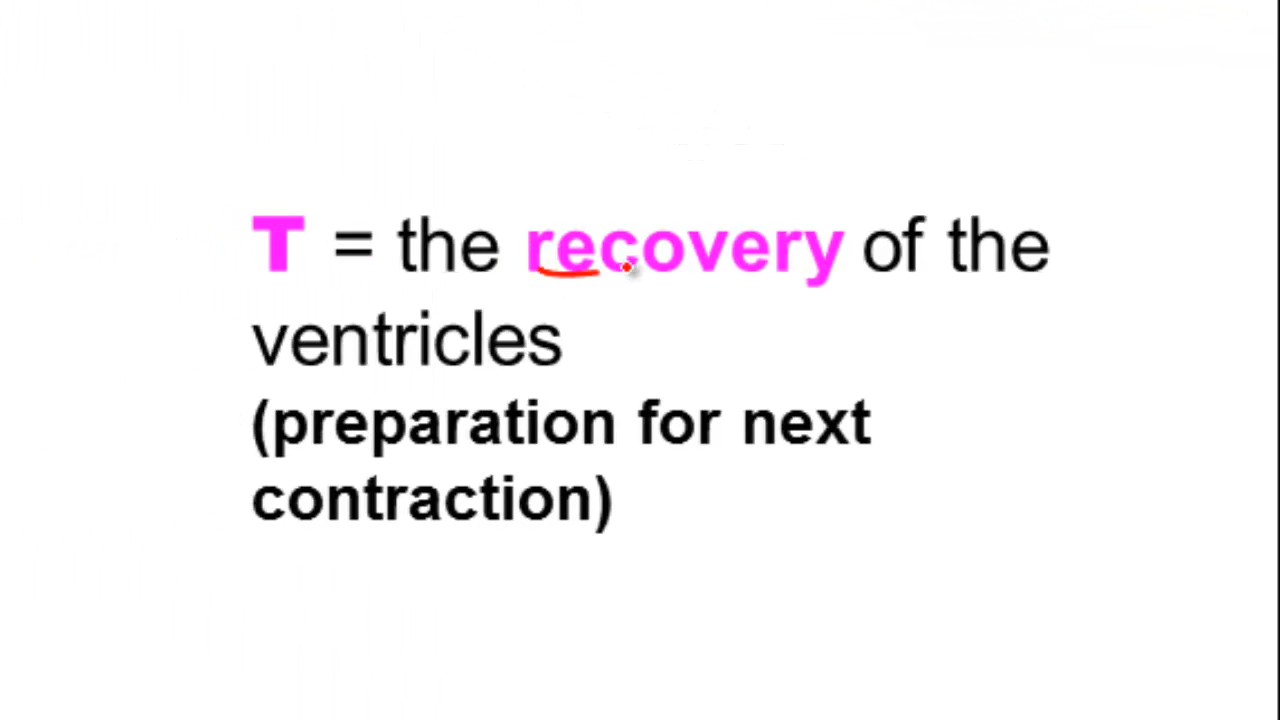 T = the recovery of the
ventricles
(preparation for next
contraction)